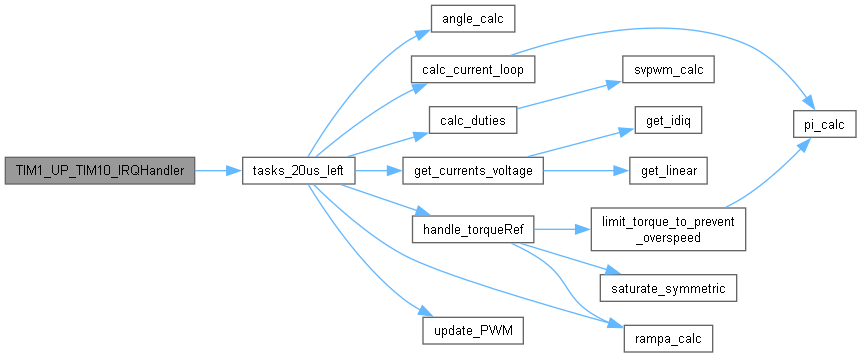 TIM1_UP_TIM10_IRQHandler
tasks_20us_left
angle_calc
calc_current_loop
calc_duties
get_currents_voltage
handle_torqueRef
update_PWM
svpwm_calc
get_idiq
get_linear
limit_torque_to_prevent
_overspeed
saturate_symmetric
rampa_calc
pi_calc